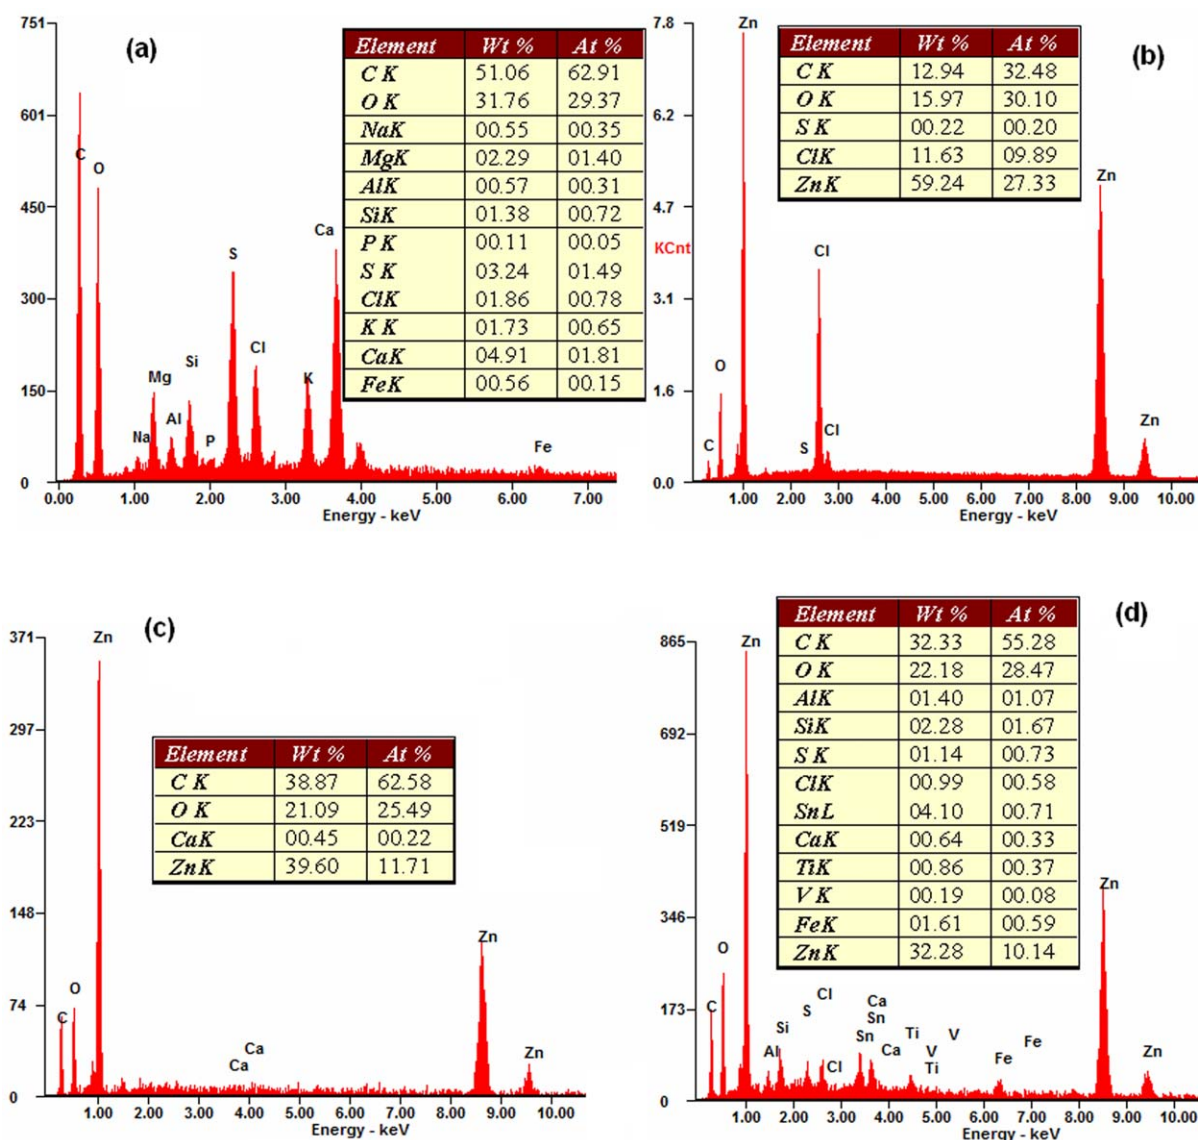 (a)
751
601
450
300
150
0
C
O
Na
Mg
Al
Si
P
S
Cl
K
Ca
Fe
0.00 1.00 2.00 3.00 4.00 5.00 6.00 7.00
Energy - keV
Element Wt % At %
C K 51.06 62.91
O K 31.76 29.37
NaK 00.55 00.35
MgK 02.29 01.40
AlK 00.57 00.31
SiK 01.38 00.72
P K 00.11 00.05
S K 03.24 01.49
ClK 01.86 00.78
K K 01.73 00.65
CaK 04.91 01.81
FeK 00.56 00.15
(b)
7.8
6.2
4.7
KCnt
3.1
1.6
0.0
C
O
Zn
S
Cl
Cl
Zn
Zn
1.00 2.00 3.00 4.00 5.00 6.00 7.00 8.00 9.00 10.00
Energy - keV
Element Wt % At %
C K 12.94 32.48
O K 15.97 30.10
S K 00.22 00.20
ClK 11.63 09.89
ZnK 59.24 27.33
(c)
371
297
223
148
74
0
C
O
Zn
Ca
Ca
Zn
Zn
1.00 2.00 3.00 4.00 5.00 6.00 7.00 8.00 9.00 10.00
Energy - keV
Element Wt % At %
C K 38.87 62.58
O K 21.09 25.49
CaK 00.45 00.22
ZnK 39.60 11.71
(d)
865
692
519
346
173
0
C
O
Zn
Al
Si
S
Cl
Cl
Sn
Ca
Sn
Ca
Ti
V
Ti
V
Fe
Fe
Zn
Zn
1.00 2.00 3.00 4.00 5.00 6.00 7.00 8.00 9.00 10.00
Energy - keV
Element Wt % At %
C K 32.33 55.28
O K 22.18 28.47
AlK 01.40 01.07
SiK 02.28 01.67
S K 01.14 00.73
ClK 00.99 00.58
SnL 04.10 00.71
CaK 00.64 00.33
TiK 00.86 00.37
V K 00.19 00.08
FeK 01.61 00.59
ZnK 32.28 10.14